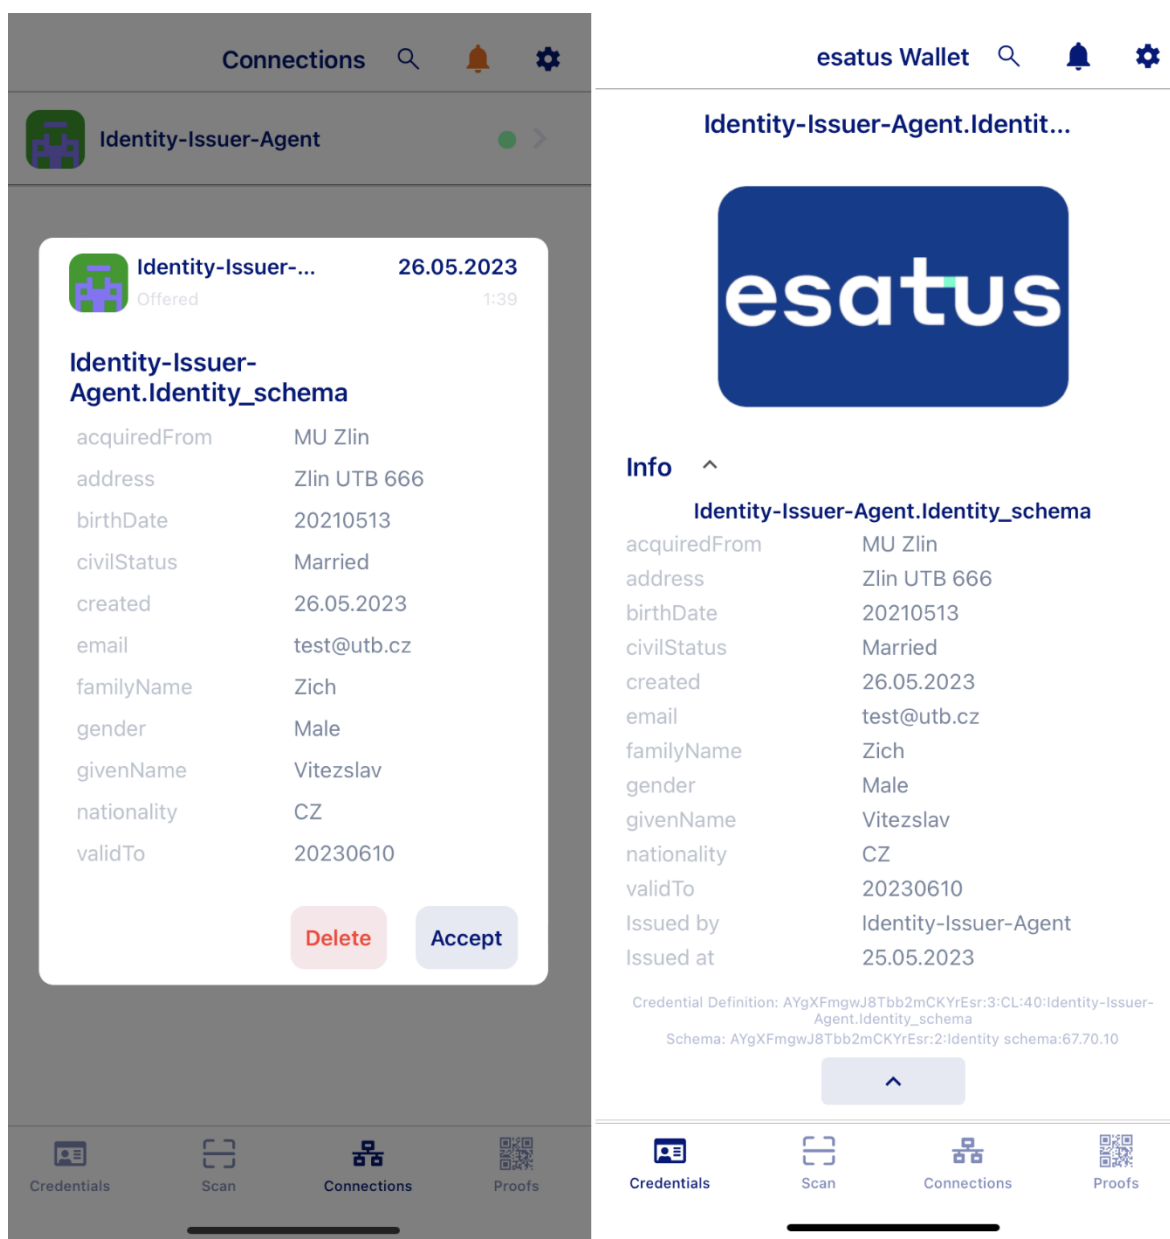 Connections
Identity-Issuer-Agent
Identity-Issuer-... 26.05.2023
Offered 1:39
Identity-Issuer-
Agent.Identity_schema
acquiredFrom MU Zlin
address Zlin UTB 666
birthDate 20210513
civilStatus Married
created 26.05.2023
email test@utb.cz
familyName Zich
gender Male
givenName Vitezslav
nationality CZ
validTo 20230610
Delete Accept
Credentials Scan Connections Proofs
esatus Wallet
Identity-Issuer-Agent.Identit...
esatus
Info
Identity-Issuer-Agent.Identity_schema
acquiredFrom MU Zlin
address Zlin UTB 666
birthDate 20210513
civilStatus Married
created 26.05.2023
email test@utb.cz
familyName Zich
gender Male
givenName Vitezslav
nationality CZ
validTo 20230610
Issued by Identity-Issuer-Agent
Issued at 25.05.2023
Credential Definition: AYgXFmgwJ8Tbb2mCKYrEsr:3:CL:40:Identity-Issuer-
Agent.Identity_schema
Schema: AYgXFmgwJ8Tbb2mCKYrEsr:2:Identity schema:67.70.10
Credentials Scan Connections Proofs